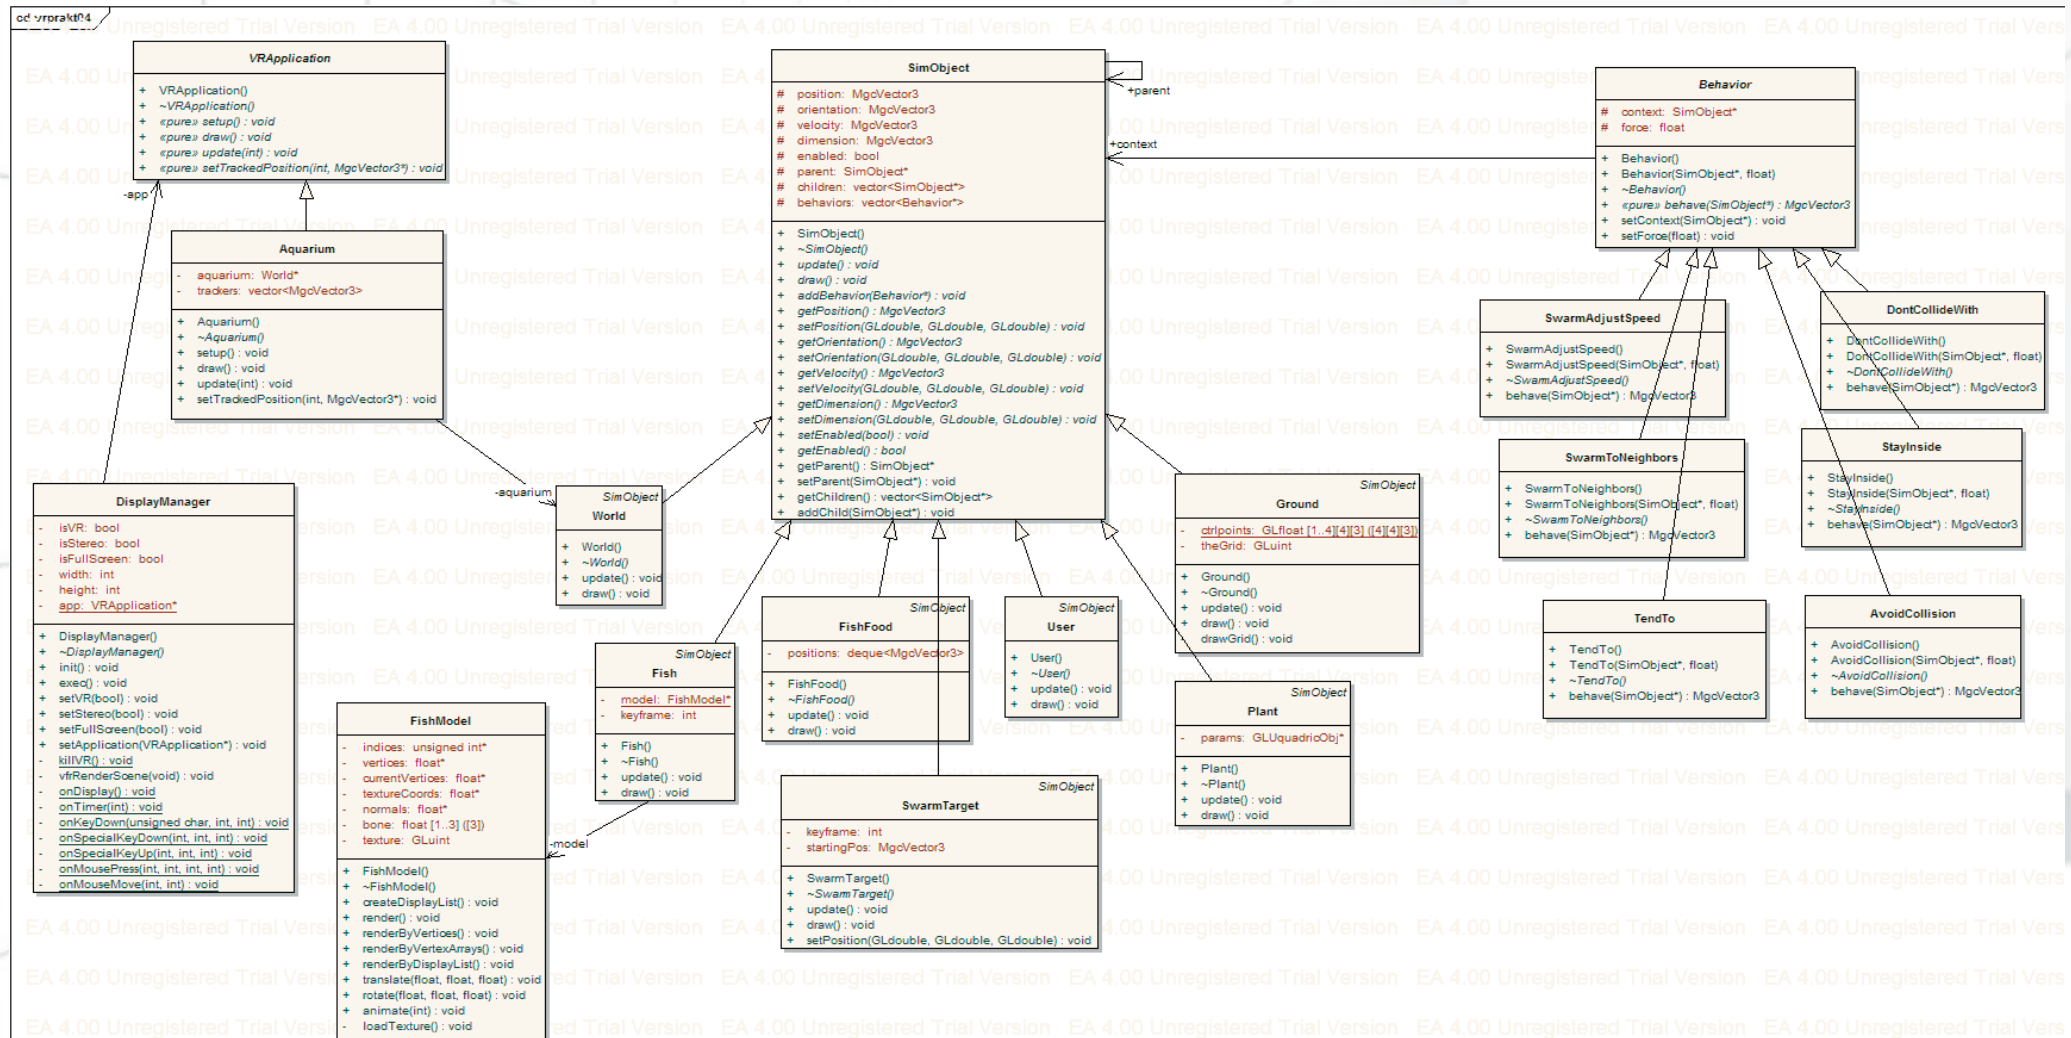 cd vrprakt04
VRApplication
+ VRApplication()
+ ~VRApplication()
+ «pure» setup() : void
+ «pure» draw() : void
+ «pure» update(int) : void
+ «pure» setTrackedPosition(int, MgcVector3*) : void
-app
Aquarium
- aquarium: World*
- trackers: vector<MgcVector3>
+ Aquarium()
+ ~Aquarium()
+ setup() : void
+ draw() : void
+ update(int) : void
+ setTrackedPosition(int, MgcVector3*) : void
-aquarium
DisplayManager
- isVR: bool
- isStereo: bool
- isFullScreen: bool
- width: int
- height: int
- app: VRApplication*
+ DisplayManager()
+ ~DisplayManager()
+ init() : void
+ exec() : void
+ setVR(bool) : void
+ setStereo(bool) : void
+ setFullScreen(bool) : void
+ setApplication(VRApplication*) : void
- killVR() : void
- vfrRenderScene(void) : void
- onDisplay() : void
- onTimer(int) : void
- onKeyDown(unsigned char, int, int) : void
- onSpecialKeyDown(int, int, int) : void
- onSpecialKeyUp(int, int, int) : void
- onMousePress(int, int, int, int) : void
- onMouseMove(int, int) : void
FishModel
- indices: unsigned int*
- vertices: float*
- currentVertices: float*
- textureCoords: float*
- normals: float*
- bone: float [1..3] ([3])
- texture: GLuint
+ FishModel()
+ ~FishModel()
+ createDisplayList() : void
+ render() : void
+ renderByVertices() : void
+ renderByVertexArrays() : void
+ renderByDisplayList() : void
+ translate(float, float, float) : void
+ rotate(float, float, float) : void
+ animate(int) : void
- loadTexture() : void
SimObject
# position: MgcVector3
# orientation: MgcVector3
# velocity: MgcVector3
# dimension: MgcVector3
# enabled: bool
# parent: SimObject*
# children: vector<SimObject*>
# behaviors: vector<Behavior*>
+ SimObject()
+ ~SimObject()
+ update() : void
+ draw() : void
+ addBehavior(Behavior*) : void
+ getPosition() : MgcVector3
+ setPosition(GLdouble, GLdouble, GLdouble) : void
+ getOrientation() : MgcVector3
+ setOrientation(GLdouble, GLdouble, GLdouble) : void
+ getVelocity() : MgcVector3
+ setVelocity(GLdouble, GLdouble, GLdouble) : void
+ getDimension() : MgcVector3
+ setDimension(GLdouble, GLdouble, GLdouble) : void
+ setEnabled(bool) : void
+ getEnabled() : bool
+ getParent() : SimObject*
+ setParent(SimObject*) : void
+ getChildren() : vector<SimObject*>
+ addChild(SimObject*) : void
+parent
+context
SimObject
World
+ World()
+ ~World()
+ update() : void
+ draw() : void
SimObject
Fish
- model: FishModel*
- keyframe: int
+ Fish()
+ ~Fish()
+ update() : void
+ draw() : void
-model
SimObject
FishFood
- positions: deque<MgcVector3>
+ FishFood()
+ ~FishFood()
+ update() : void
+ draw() : void
SimObject
User
+ User()
+ ~User()
+ update() : void
+ draw() : void
SimObject
SwarmTarget
- keyframe: int
- startingPos: MgcVector3
+ SwarmTarget()
+ ~SwarmTarget()
+ update() : void
+ draw() : void
+ setPosition(GLdouble, GLdouble, GLdouble) : void
SimObject
Ground
- ctrlpoints: GLfloat [1..4][4][3] ([4][4][3])
- theGrid: GLuint
+ Ground()
+ ~Ground()
+ update() : void
+ draw() : void
- drawGrid() : void
SimObject
Plant
- params: GLUquadricObj*
+ Plant()
+ ~Plant()
+ update() : void
+ draw() : void
Behavior
# context: SimObject*
# force: float
+ Behavior()
+ Behavior(SimObject*, float)
+ ~Behavior()
+ «pure» behave(SimObject*) : MgcVector3
+ setContext(SimObject*) : void
+ setForce(float) : void
SwarmAdjustSpeed
+ SwarmAdjustSpeed()
+ SwarmAdjustSpeed(SimObject*, float)
+ ~SwarmAdjustSpeed()
+ behave(SimObject*) : MgcVector3
DontCollideWith
+ DontCollideWith()
+ DontCollideWith(SimObject*, float)
+ ~DontCollideWith()
+ behave(SimObject*) : MgcVector3
SwarmToNeighbors
+ SwarmToNeighbors()
+ SwarmToNeighbors(SimObject*, float)
+ ~SwarmToNeighbors()
+ behave(SimObject*) : MgcVector3
StayInside
+ StayInside()
+ StayInside(SimObject*, float)
+ ~StayInside()
+ behave(SimObject*) : MgcVector3
TendTo
+ TendTo()
+ TendTo(SimObject*, float)
+ ~TendTo()
+ behave(SimObject*) : MgcVector3
AvoidCollision
+ AvoidCollision()
+ AvoidCollision(SimObject*, float)
+ ~AvoidCollision()
+ behave(SimObject*) : MgcVector3
EA 4.00 Unregistered Trial Version